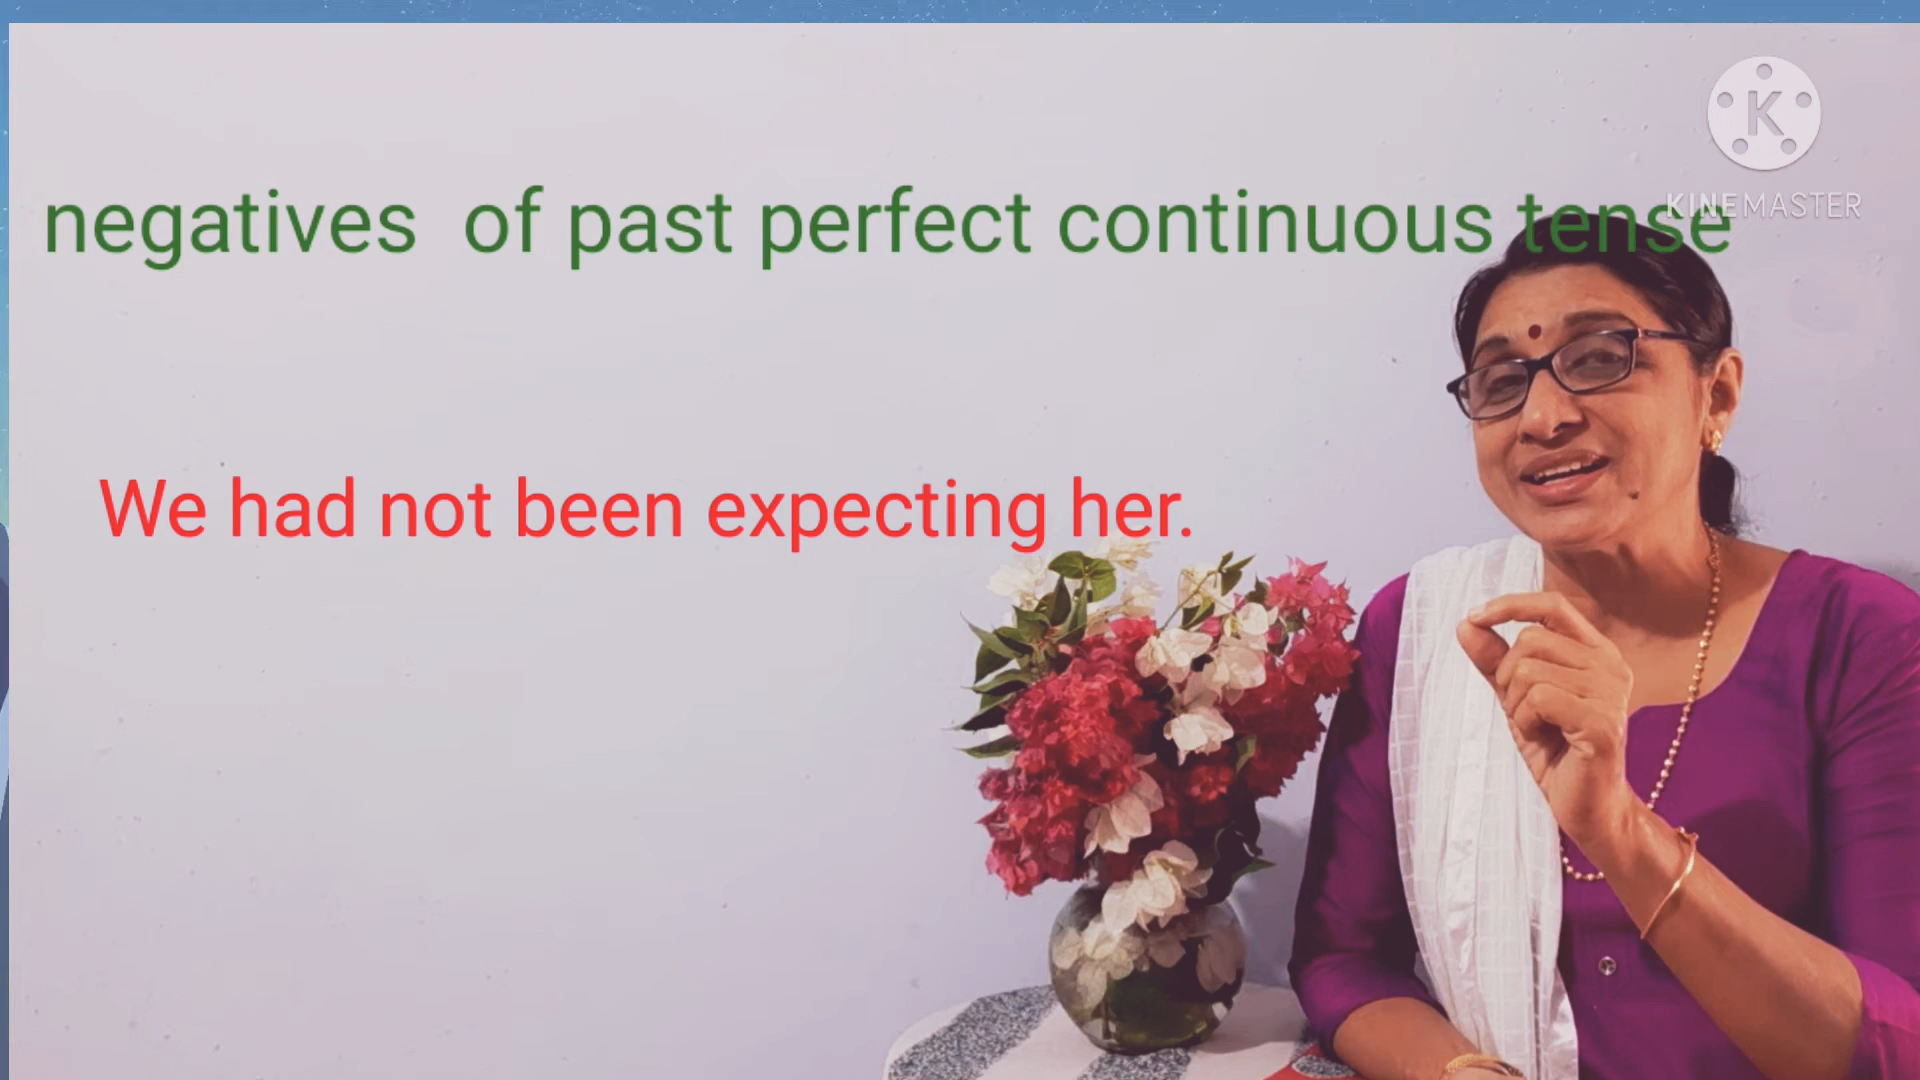 K
KINEMASTER
negatives of past perfect continuous tense
We had not been expecting her.